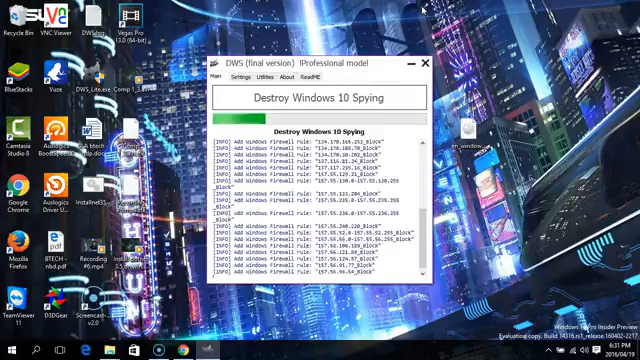 Recycle Bin
VNC Viewer
Vegas Pro
13.0 (64-bit)
BlueStacks
Vuze
DWS_Lite.exe
Camtasia
Studio 8
Auslogics
Google
Chrome
Auslogics
Driver U...
Mozilla
Firefox
BTECH -
nbd.pdf
Recording
#6.mp4
TeamViewer
11
D3DGear
Screencast-
v2.0
DWS (final version) !Professional mode!
Main
Settings
Utilities
About
ReadME
Destroy Windows 10 Spying
Destroy Windows 10 Spying
[INFO] Add Windows Firewall rule: "134.170.165.253_Block"
[INFO] Add Windows Firewall rule: "134.170.185.70_Block"
[INFO] Add Windows Firewall rule: "134.170.30.202_Block"
[INFO] Add Windows Firewall rule: "137.116.81.24_Block"
[INFO] Add Windows Firewall rule: "137.117.235.16_Block"
[INFO] Add Windows Firewall rule: "157.55.129.21_Block"
[INFO] Add Windows Firewall rule: "157.55.130.0-157.55.130.255
_Block"
[INFO] Add Windows Firewall rule: "157.55.133.204_Block"
[INFO] Add Windows Firewall rule: "157.55.235.0-157.55.235.255
_Block"
[INFO] Add Windows Firewall rule: "157.55.236.0-157.55.236.255
_Block"
[INFO] Add Windows Firewall rule: "157.55.240.220_Block"
[INFO] Add Windows Firewall rule: "157.55.52.0-157.55.52.255_Block"
[INFO] Add Windows Firewall rule: "157.55.56.0-157.55.56.255_Block"
[INFO] Add Windows Firewall rule: "157.56.106.189_Block"
[INFO] Add Windows Firewall rule: "157.56.121.89_Block"
[INFO] Add Windows Firewall rule: "157.56.124.87_Block"
[INFO] Add Windows Firewall rule: "157.56.91.77_Block"
[INFO] Add Windows Firewall rule: "157.56.96.54_Block"
Windows 10 Pro Insider Preview
Evaluation copy. Build 14316.rs1_release.160402-2217
6:31 PM